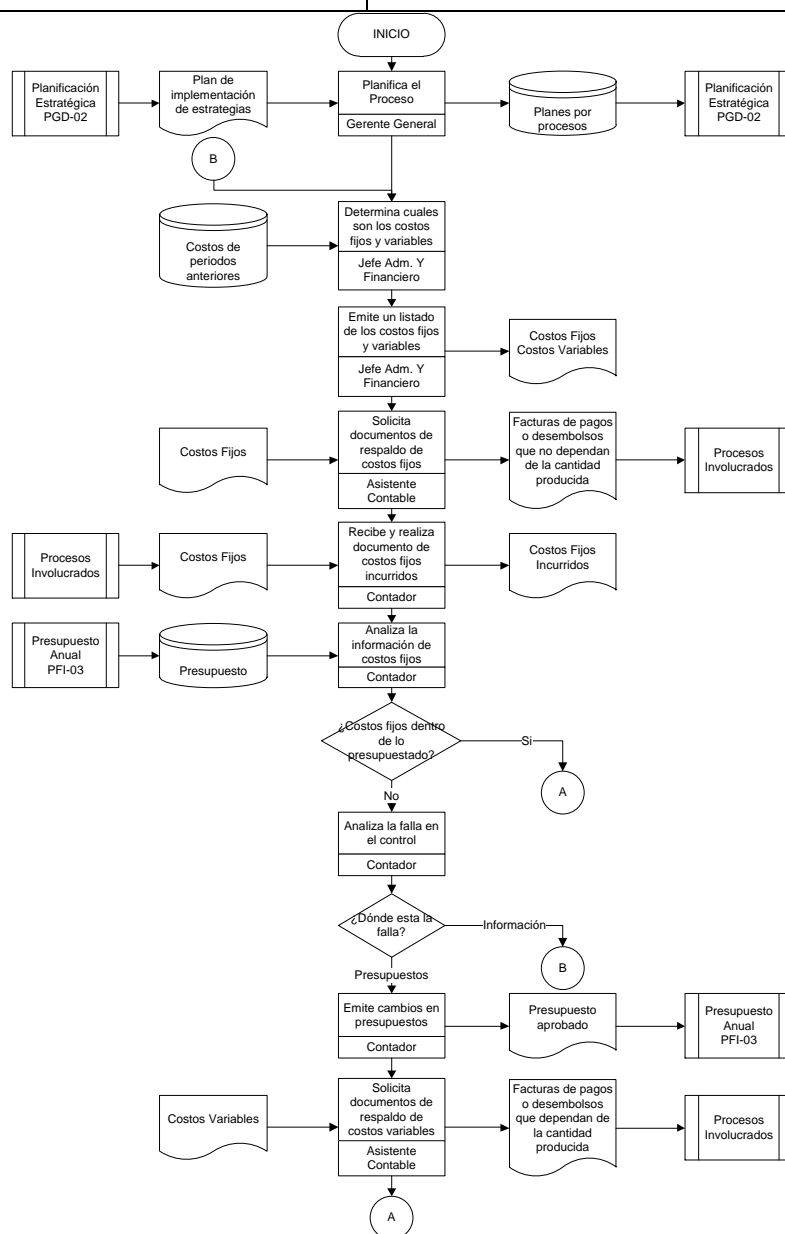 INICIO
Planificación
Estratégica
PGD-02
Plan de
implementación
de estrategias
Planifica el
Proceso
Gerente General
Planes por
procesos
Planificación
Estratégica
PGD-02
B
Costos de
periodos
anteriores
Determina cuales
son los costos
fijos y variables
Jefe Adm. Y
Financiero
Emite un listado
de los costos fijos
y variables
Jefe Adm. Y
Financiero
Costos Fijos
Costos Variables
Costos Fijos
Solicita
documentos de
respaldo de
costos fijos
Asistente
Contable
Facturas de pagos
o desembolsos
que no dependan
de la cantidad
producida
Procesos
Involucrados
Procesos
Involucrados
Costos Fijos
Recibe y realiza
documento de
costos fijos
incurridos
Contador
Costos Fijos
Incurridos
Presupuesto
Anual
PFI-03
Presupuesto
Analiza la
información de
costos fijos
Contador
¿Costos fijos dentro
de lo
presupuestado?
Si
A
No
Analiza la falla en
el control
Contador
¿Dónde esta la
falla?
Información
B
Presupuestos
Emite cambios en
presupuestos
Contador
Presupuesto
aprobado
Presupuesto
Anual
PFI-03
Costos Variables
Solicita
documentos de
respaldo de
costos variables
Asistente
Contable
Facturas de pagos
o desembolsos
que dependan de
la cantidad
producida
Procesos
Involucrados
A